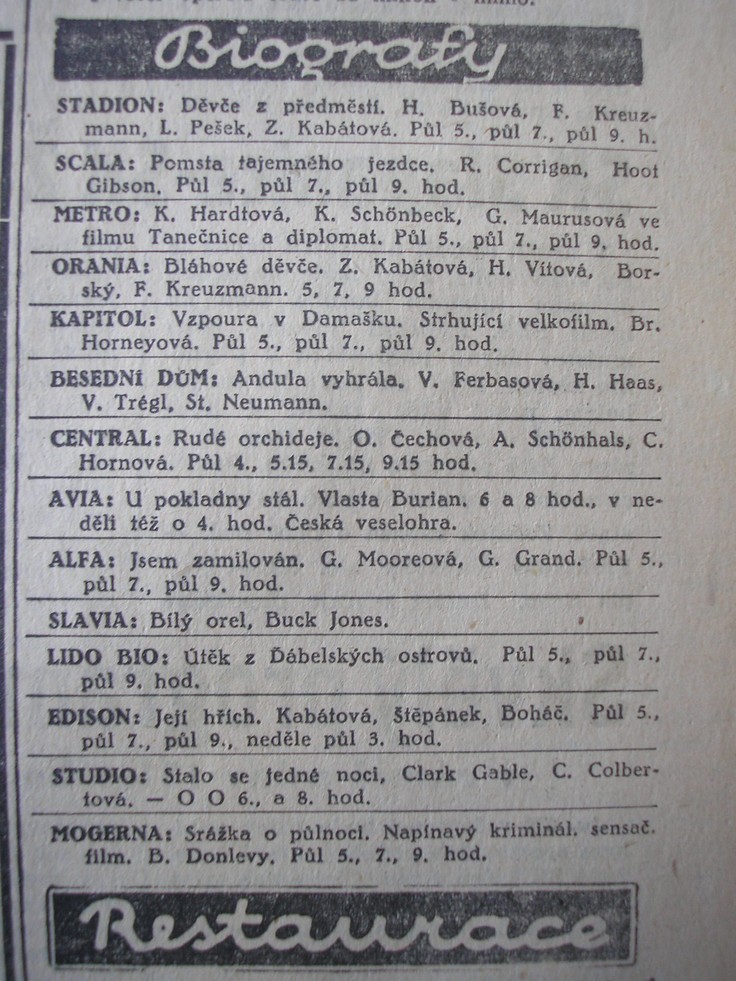 Biografy
STADION: Děvče z předměstí. H. Bušová, F. Kreuz-
mann, L. Pešek, Z. Kabátová. Půl 5., půl 7., půl 9. h.
SCALA: Pomsta tajemného jezdce. R. Corrigan, Hoot
Gibson. Půl 5., půl 7., půl 9. hod.
METRO: K. Hardtová, K. Schönbeck, G. Maurusová ve
filmu Tanečnice a diplomat. Půl 5., půl 7., půl 9. hod.
ORANIA: Bláhové děvče. Z. Kabátová, H. Vítová, Bor-
ský, F. Kreuzmann. 5, 7, 9 hod.
KAPITOL: Vzpoura v Damašku. Strhující velkofilm. Br.
Horneyová. Půl 5., půl 7., půl 9. hod.
BESEDNÍ DŮM: Andula vyhrála. V. Ferbasová, H. Haas,
V. Trégl, St. Neumann.
CENTRAL: Rudé orchideje. O. Čechová, A. Schönhals, C.
Hornová. Půl 4., 5.15, 7.15, 9.15 hod.
AVIA: U pokladny stál. Vlasta Burian. 6 a 8 hod., v ne-
děli též o 4. hod. Česká veselohra.
ALFA: Jsem zamilován. G. Mooreová, G. Grand. Půl 5.,
půl 7., půl 9. hod.
SLAVIA: Bílý orel, Buck Jones.
LIDO BIO: Útěk z Ďábelských ostrovů. Půl 5., půl 7.,
půl 9. hod.
EDISON: Její hřích. Kabátová, Štěpánek, Boháč. Půl 5.,
půl 7., půl 9., neděle půl 3. hod.
STUDIO: Stalo se jedné noci, Clark Gable, C. Colber-
tová. — O O 6., a 8. hod.
MOGERNA: Srážka o půlnoci. Napínavý kriminál. sensač.
film. B. Donlevy. Půl 5., 7., 9. hod.
Restaurace